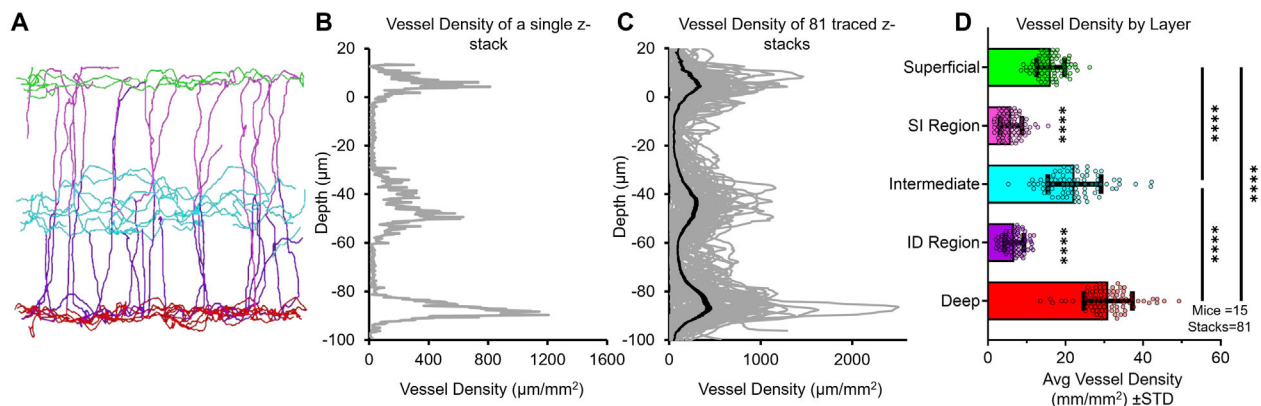 A
B
Vessel Density of a single z-
stack
20
0
-20
-40
-60
-80
-100
Depth (µm)
0
400
800
1200
1600
Vessel Density (µm/mm²)
C
Vessel Density of 81 traced z-
stacks
20
0
-20
-40
-60
-80
-100
Depth (µm)
0
1000
2000
Vessel Density (µm/mm²)
D
Vessel Density by Layer
Superficial
SI Region
Intermediate
ID Region
Deep
****
****
****
****
****
Mice =15
Stacks=81
0
20
40
60
Avg Vessel Density
(mm/mm²) ±STD